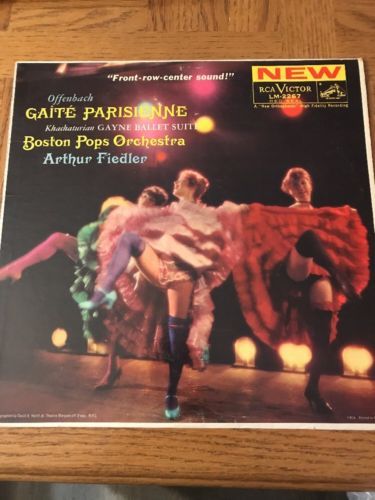 "Front-row-center sound!"
NEW
RCA VICTOR
LM-2267
A "New Orthophonic" High Fidelity Recording
Offenbach
GAÎTÉ PARISIENNE
Khachaturian GAYNE BALLET SUITE
Boston Pops Orchestra
Arthur Fiedler